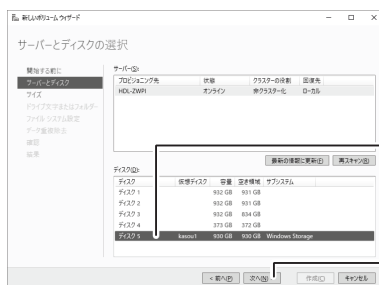 新しいボリューム ウィザード
サーバーとディスクの選択
開始する前に
サーバーとディスク
サイズ
ドライブ文字またはフォルダー
ファイル システム設定
データ重複除去
確認
結果
サーバー(S):
プロビジョニング先 状態 クラスターの役割 回復先
HDL-ZWPI オンライン 非クラスター化 ローカル
最新の情報に更新(F) 再スキャン(R)
ディスク(D):
ディスク 仮想ディスク 容量 空き領域 サブシステム
ディスク 1 932 GB 931 GB
ディスク 2 932 GB 931 GB
ディスク 3 932 GB 834 GB
ディスク 4 373 GB 372 GB
ディスク 5 kasou1 930 GB 930 GB Windows Storage
< 前へ(P) 次へ(N) > 作成(C) キャンセル